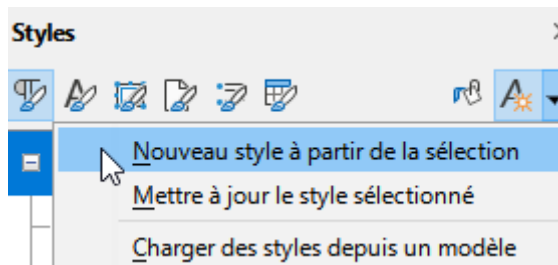 Styles
Nouveau style à partir de la sélection
Mettre à jour le style sélectionné
Charger des styles depuis un modèle